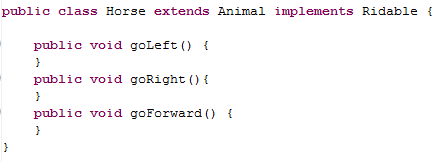 public class Horse extends Animal implements Ridable {
public void goLeft() {
}
public void goRight(){
}
public void goForward() {
}
}